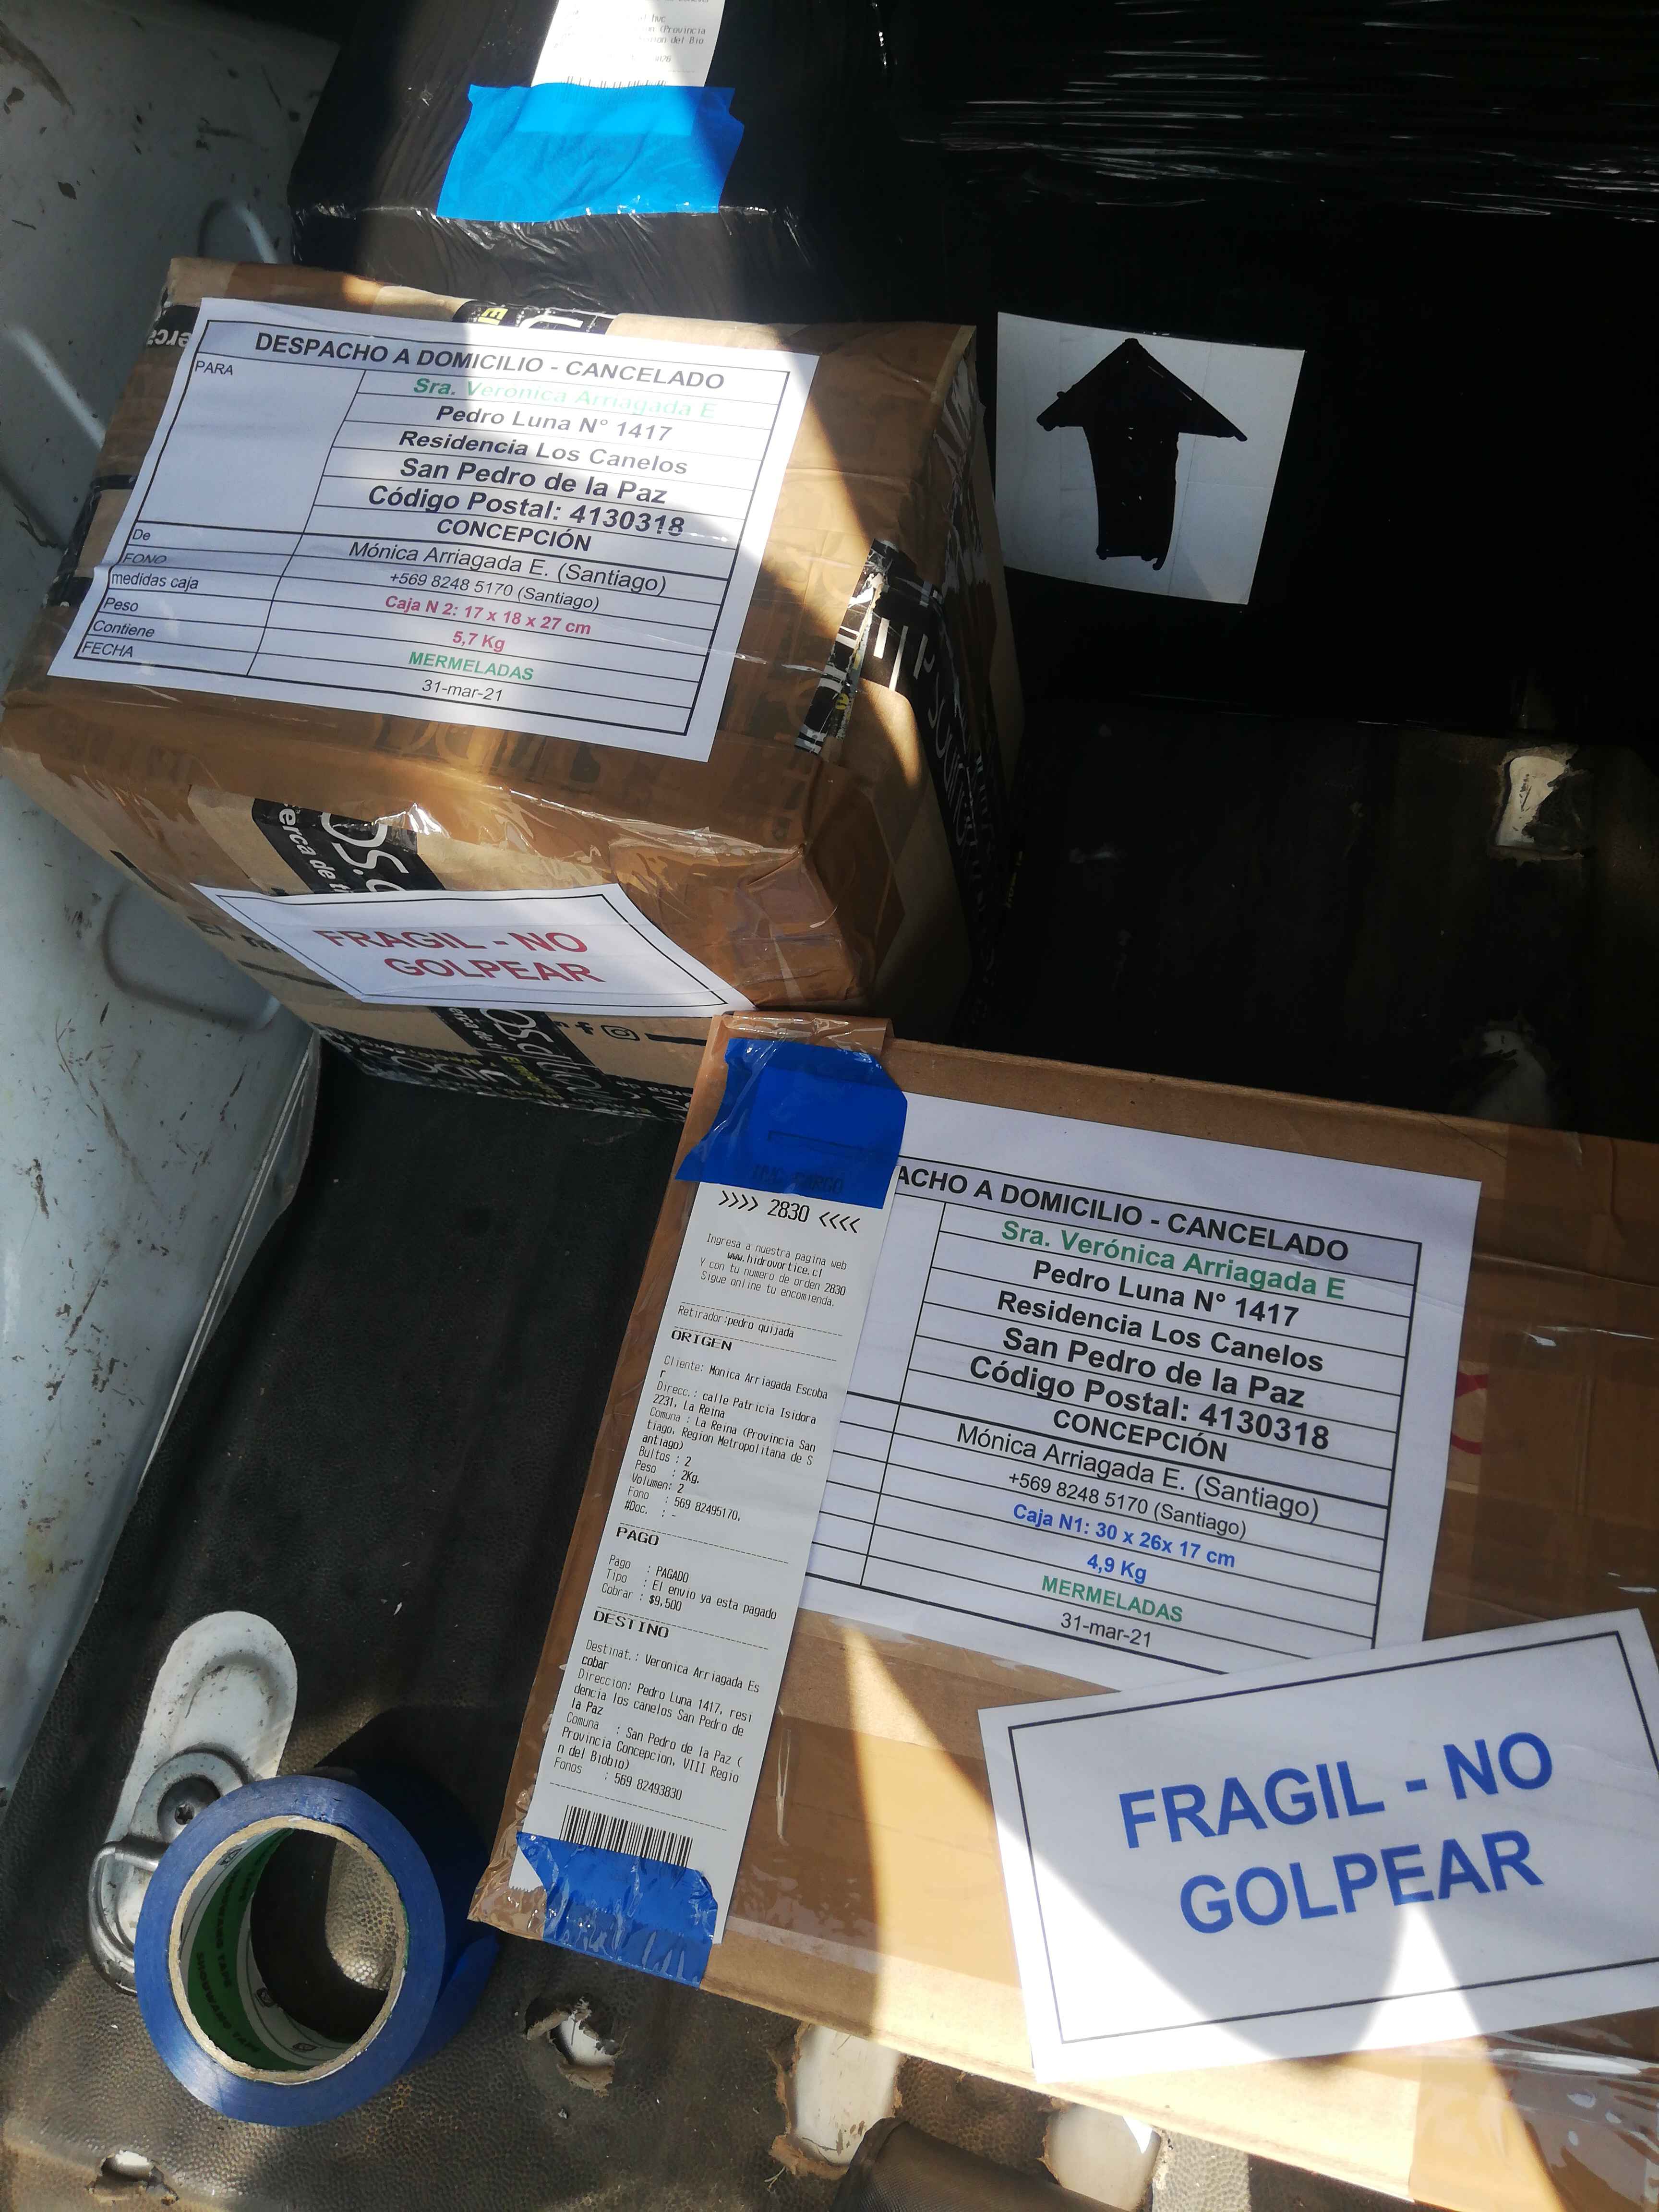 DESPACHO A DOMICILIO - CANCELADO
PARA
Sra. Verónica Arriagada E
Pedro Luna N° 1417
Residencia Los Canelos
San Pedro de la Paz
Código Postal: 4130318
CONCEPCIÓN
De
Mónica Arriagada E. (Santiago)
FONO
+569 8248 5170 (Santiago)
medidas caja
Caja N 2: 17 x 18 x 27 cm
Peso
5,7 Kg
Contiene
MERMELADAS
FECHA
31-mar-21
FRAGIL - NO
GOLPEAR
>>>> 2830 <<<<
Ingresa a nuestra pagina web
www.hidrovortice.cl
Y con tu numero de orden 2830
Sigue online tu encomienda.
Retirador:pedro quijada
ORIGEN
Cliente: Monica Arriagada Escoba
r
Direcc.: calle Patricia Isidora
2231, La Reina
Comuna : La Reina (Provincia San
tiago, Region Metropolitana de S
antiago)
Bultos : 2
Peso : 2Kg.
Volumen: 2
Fono : 569 82495170,
#Doc. : -
PAGO
Pago : PAGADO
Tipo : El envio ya esta pagado
Cobrar : $9,500
DESTINO
Destinat.: Veronica Arriagada Es
cobar
Direccion: Pedro Luna 1417, resi
dencia los canelos San Pedro de
la Paz
Comuna : San Pedro de la Paz (
Provincia Concepcion, VIII Regio
n del Biobio)
Fonos : 569 82493830
ACHO A DOMICILIO - CANCELADO
Sra. Verónica Arriagada E
Pedro Luna N° 1417
Residencia Los Canelos
San Pedro de la Paz
Código Postal: 4130318
CONCEPCIÓN
Mónica Arriagada E. (Santiago)
+569 8248 5170 (Santiago)
Caja N1: 30 x 26x 17 cm
4,9 Kg
MERMELADAS
31-mar-21
FRAGIL - NO
GOLPEAR